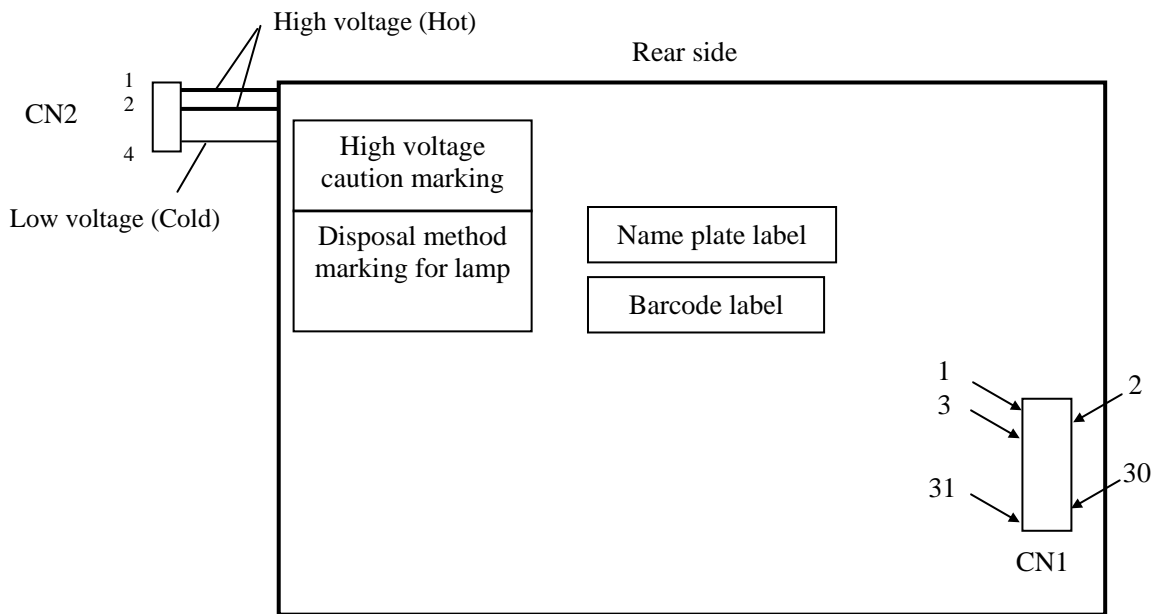 High voltage (Hot)
Rear side
1
2
CN2
4
Low voltage (Cold)
High voltage
caution marking
Disposal method
marking for lamp
Name plate label
Barcode label
1
2
3
31
30
CN1